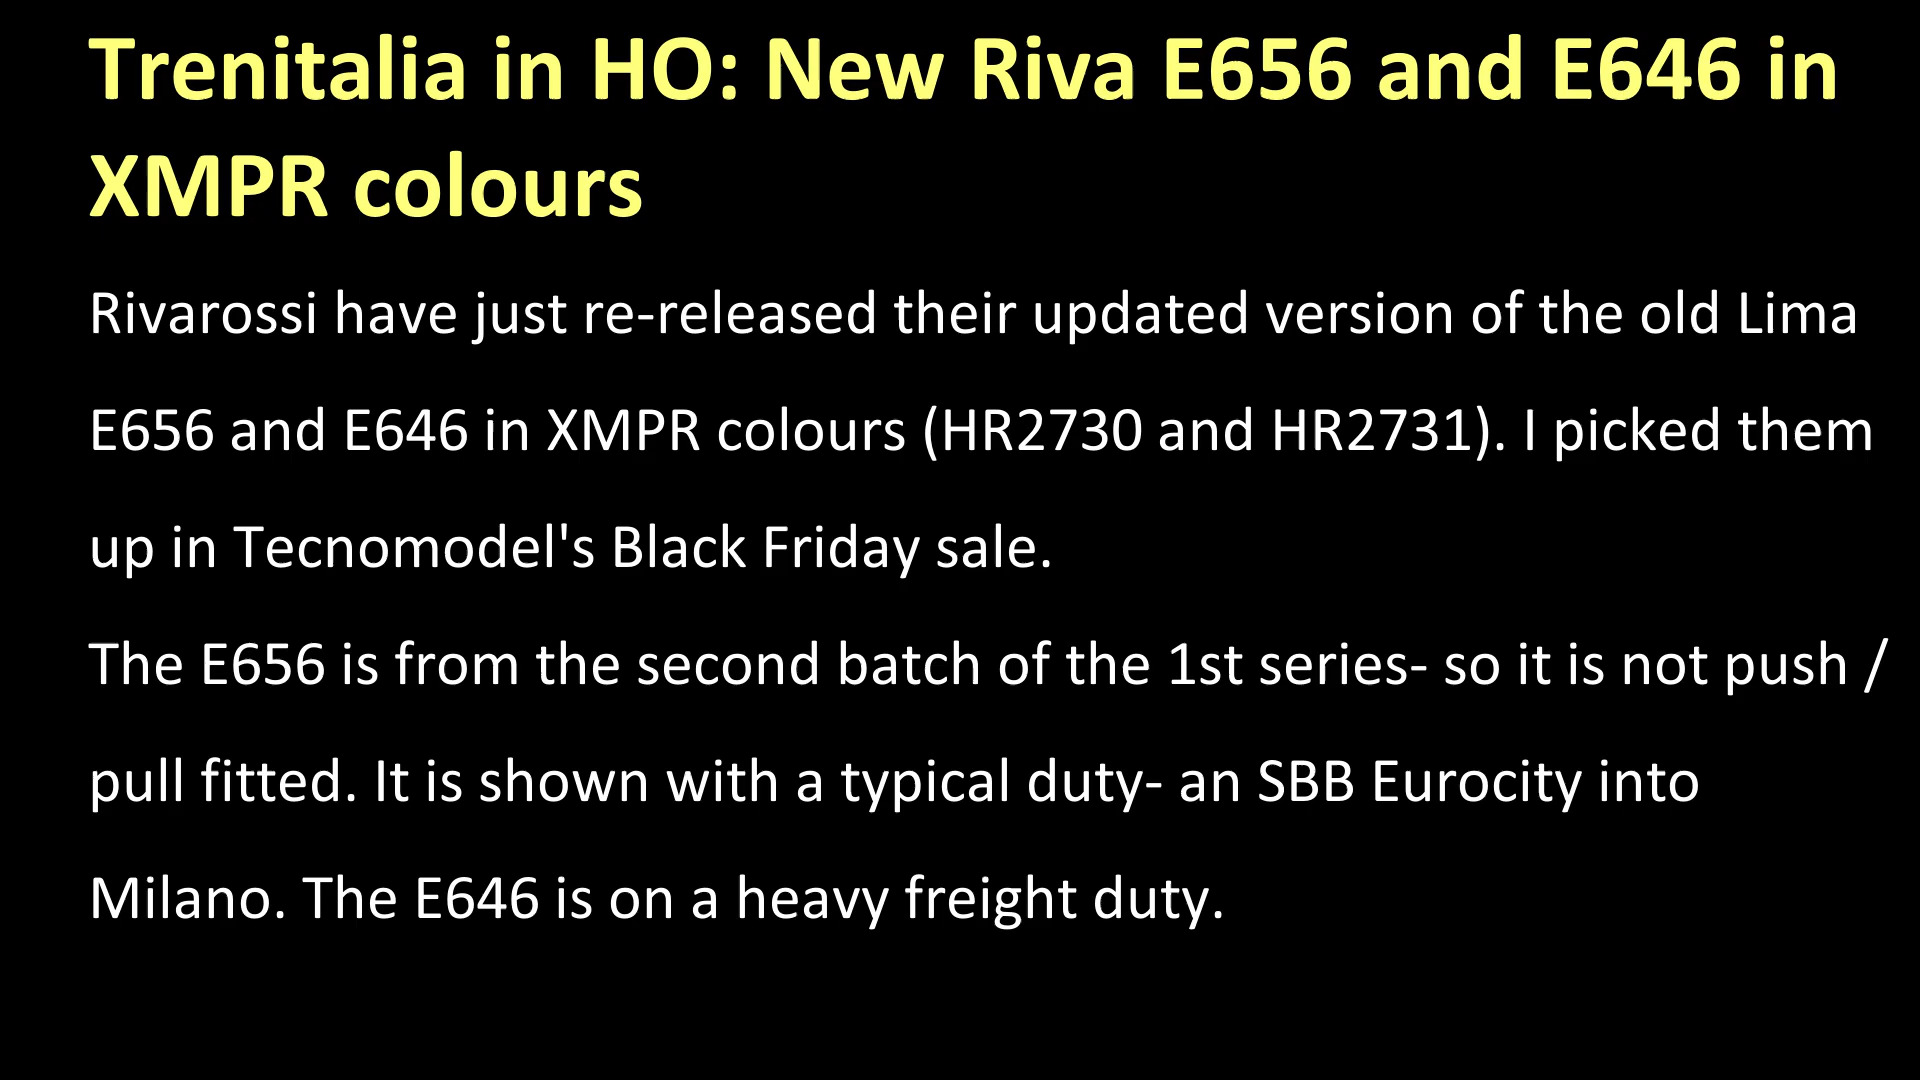 Trenitalia in HO: New Riva E656 and E646 in
XMPR colours
Rivarossi have just re-released their updated version of the old Lima
E656 and E646 in XMPR colours (HR2730 and HR2731). I picked them
up in Tecnomodel's Black Friday sale.
The E656 is from the second batch of the 1st series- so it is not push /
pull fitted. It is shown with a typical duty- an SBB Eurocity into
Milano. The E646 is on a heavy freight duty.